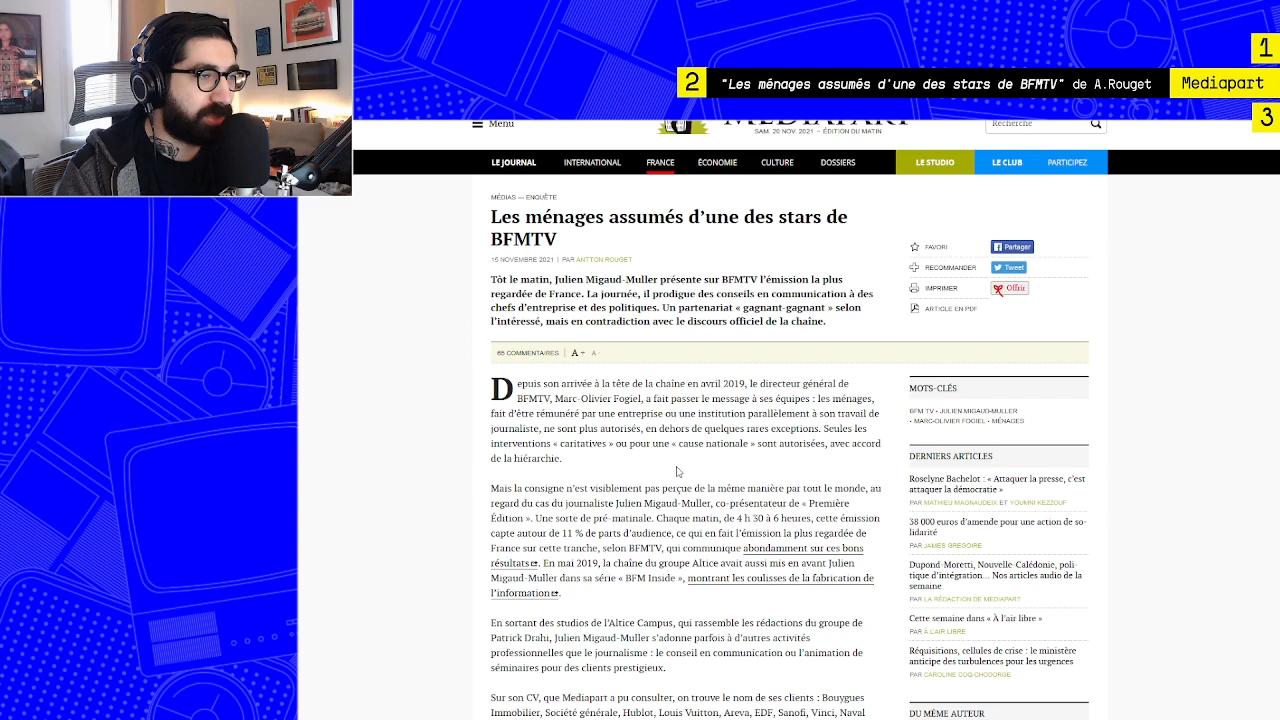 1
2 "Les ménages assumés d'une des stars de BFMTV" de A.Rouget Mediapart
3
Menu
MEDIAPART
Recherche
SAM. 20 NOV. 2021 – ÉDITION DU MATIN
LE JOURNAL INTERNATIONAL FRANCE ÉCONOMIE CULTURE DOSSIERS LE STUDIO LE CLUB PARTICIPEZ
MÉDIAS — ENQUÊTE
Les ménages assumés d'une des stars de
BFMTV
15 NOVEMBRE 2021 | PAR ANTTON ROUGET
Tôt le matin, Julien Migaud-Muller présente sur BFMTV l'émission la plus
regardée de France. La journée, il prodigue des conseils en communication à des
chefs d'entreprise et des politiques. Un partenariat « gagnant-gagnant » selon
l'intéressé, mais en contradiction avec le discours officiel de la chaîne.
FAVORI Partager
RECOMMANDER Tweet
IMPRIMER Offrir
ARTICLE EN PDF
65 COMMENTAIRES | A + A -
Depuis son arrivée à la tête de la chaîne en avril 2019, le directeur général de
BFMTV, Marc-Olivier Fogiel, a fait passer le message à ses équipes : les ménages,
fait d'être rémunéré par une entreprise ou une institution parallèlement à son travail de
journaliste, ne sont plus autorisés, en dehors de quelques rares exceptions. Seules les
interventions « caritatives » ou pour une « cause nationale » sont autorisées, avec accord
de la hiérarchie.
Mais la consigne n'est visiblement pas perçue de la même manière par tout le monde, au
regard du cas du journaliste Julien Migaud-Muller, co-présentateur de « Première
Édition ». Une sorte de pré-matinale. Chaque matin, de 4 h 30 à 6 heures, cette émission
capte autour de 11 % de parts d'audience, ce qui en fait l'émission la plus regardée de
France sur cette tranche, selon BFMTV, qui communique abondamment sur ces bons
résultats. En mai 2019, la chaîne du groupe Altice avait aussi mis en avant Julien
Migaud-Muller dans sa série « BFM Inside », montrant les coulisses de la fabrication de
l'information.
En sortant des studios de l'Altice Campus, qui rassemble les rédactions du groupe de
Patrick Drahi, Julien Migaud-Muller s'adonne parfois à d'autres activités
professionnelles que le journalisme : le conseil en communication ou l'animation de
séminaires pour des clients prestigieux.
Sur son CV, que Mediapart a pu consulter, on trouve le nom de ses clients : Bouygues
Immobilier, Société générale, Hublot, Louis Vuitton, Areva, EDF, Sanofi, Vinci, Naval
MOTS-CLÉS
BFM TV • JULIEN MIGAUD-MULLER
• MARC-OLIVIER FOGIEL • MÉNAGES
DERNIERS ARTICLES
Roselyne Bachelot : « Attaquer la presse, c'est
attaquer la démocratie »
PAR MATHIEU MAGNAUDEIX ET YOUMNI KEZZOUF
38 000 euros d'amende pour une action de so-
lidarité
PAR JAMES GREGOIRE
Dupond-Moretti, Nouvelle-Calédonie, poli-
tique d'intégration... Nos articles audio de la
semaine
PAR LA RÉDACTION DE MEDIAPART
Cette semaine dans « À l'air libre »
PAR À L'AIR LIBRE
Réquisitions, cellules de crise : le ministère
anticipe des turbulences pour les urgences
PAR CAROLINE COQ-CHODORGE
DU MÊME AUTEUR